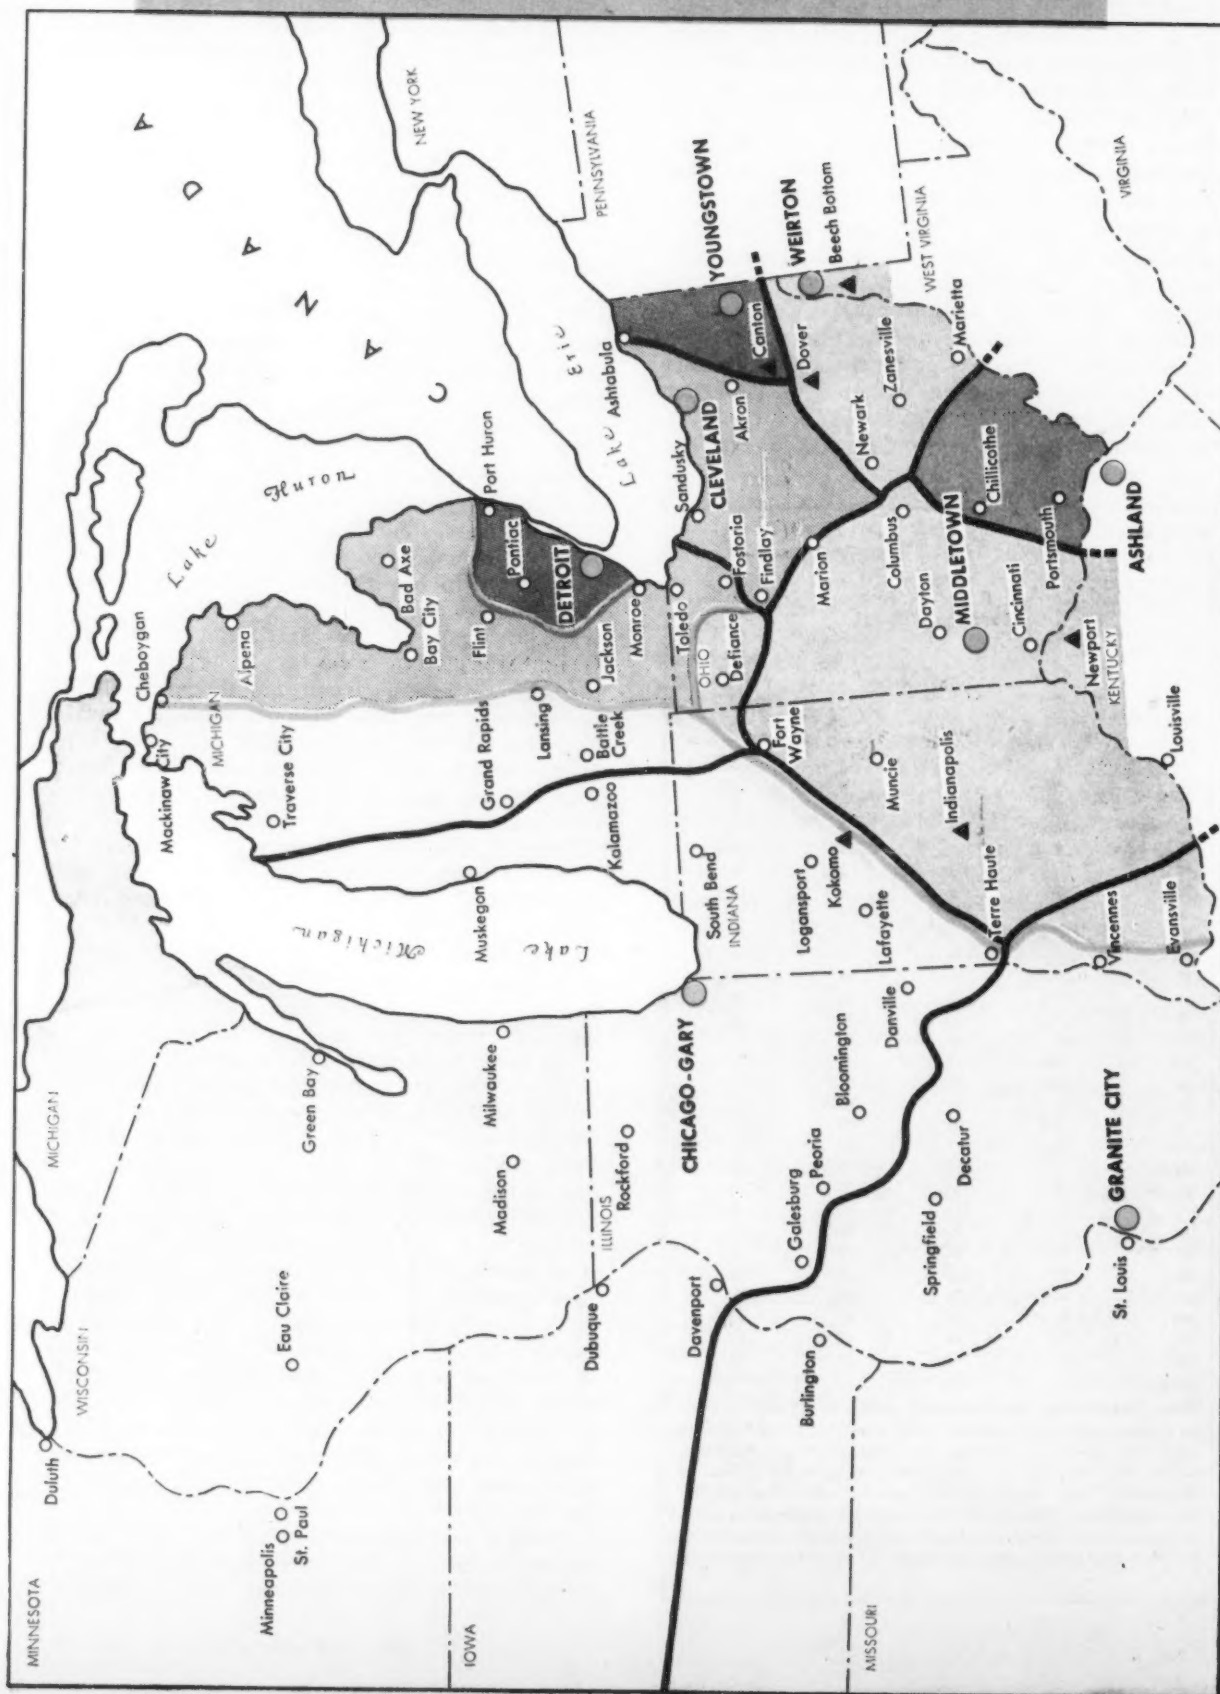 MINNESOTA
Duluth
WISCONSIN
MICHIGAN
Minneapolis
St. Paul
Eau Claire
Green Bay
Mackinaw City
Cheboygan
MICHIGAN
Alpena
Traverse City
Lake
Huron
CANADA
Bad Axe
Bay City
Port Huron
NEW YORK
IOWA
Madison
Milwaukee
Lake
Michigan
Muskegon
Grand Rapids
Lansing
Flint
Pontiac
DETROIT
Dubuque
ILLINOIS
Rockford
Kalamazoo
Battle
Creek
Jackson
Monroe
Lake Erie
Ashtabula
PENNSYLVANIA
Davenport
CHICAGO-GARY
South Bend
INDIANA
OHIO
Defiance
Toledo
Fostoria
Findlay
Sandusky
CLEVELAND
Akron
Canton
YOUNGSTOWN
Burlington
Galesburg
Peoria
Bloomington
Logansport
Kokomo
Lafayette
Fort
Wayne
Marion
Dover
WEIRTON
Beech Bottom
MISSOURI
Springfield
Decatur
Danville
Muncie
Indianapolis
Columbus
Dayton
MIDDLETOWN
Newark
Zanesville
Marietta
WEST VIRGINIA
Terre Haute
Cincinnati
Chillicothe
Portsmouth
St. Louis
GRANITE CITY
Vincennes
Evansville
Louisville
Newport
KENTUCKY
ASHLAND
VIRGINIA